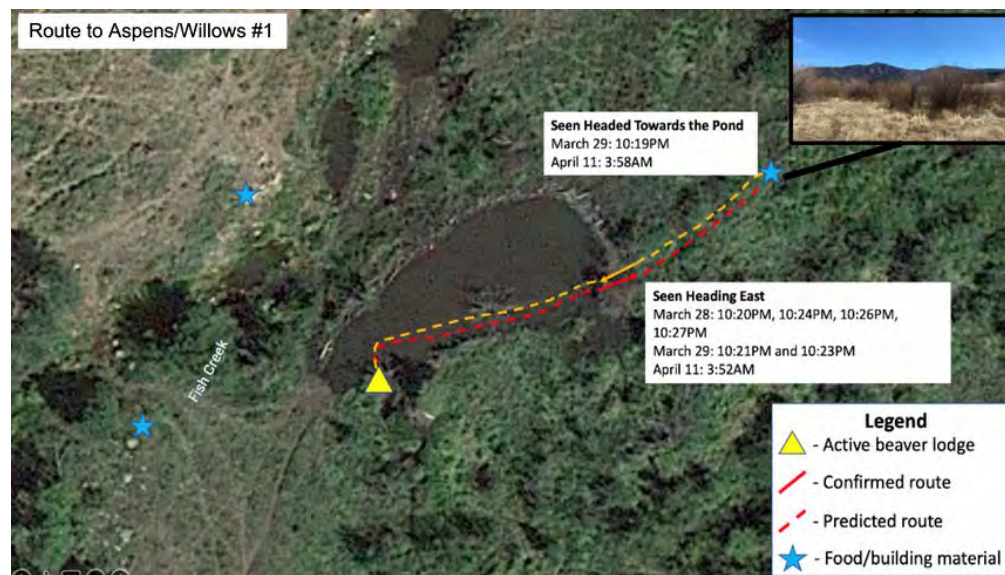 Route to Aspens/Willows #1
Seen Headed Towards the Pond
March 29: 10:19PM
April 11: 3:58AM
Seen Heading East
March 28: 10:20PM, 10:24PM, 10:26PM,
10:27PM
March 29: 10:21PM and 10:23PM
April 11: 3:52AM
Fish Creek
Legend
- Active beaver lodge
- Confirmed route
- Predicted route
- Food/building material